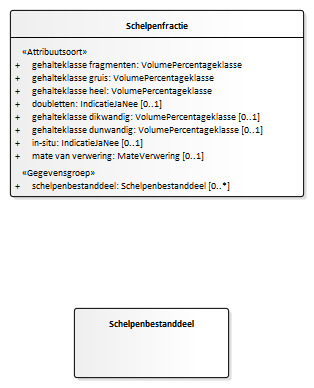 Schelpenfractie
«Attribuutsoort»
+ gehalteklasse fragmenten: VolumePercentageklasse
+ gehalteklasse gruis: VolumePercentageklasse
+ gehalteklasse heel: VolumePercentageklasse
+ doubletten: IndicatieJaNee [0..1]
+ gehalteklasse dikwandig: VolumePercentageklasse [0..1]
+ gehalteklasse dunwandig: VolumePercentageklasse [0..1]
+ in-situ: IndicatieJaNee [0..1]
+ mate van verwering: MateVerwering [0..1]
«Gegevensgroep»
+ schelpenbestanddeel: Schelpenbestanddeel [0..*]
Schelpenbestanddeel